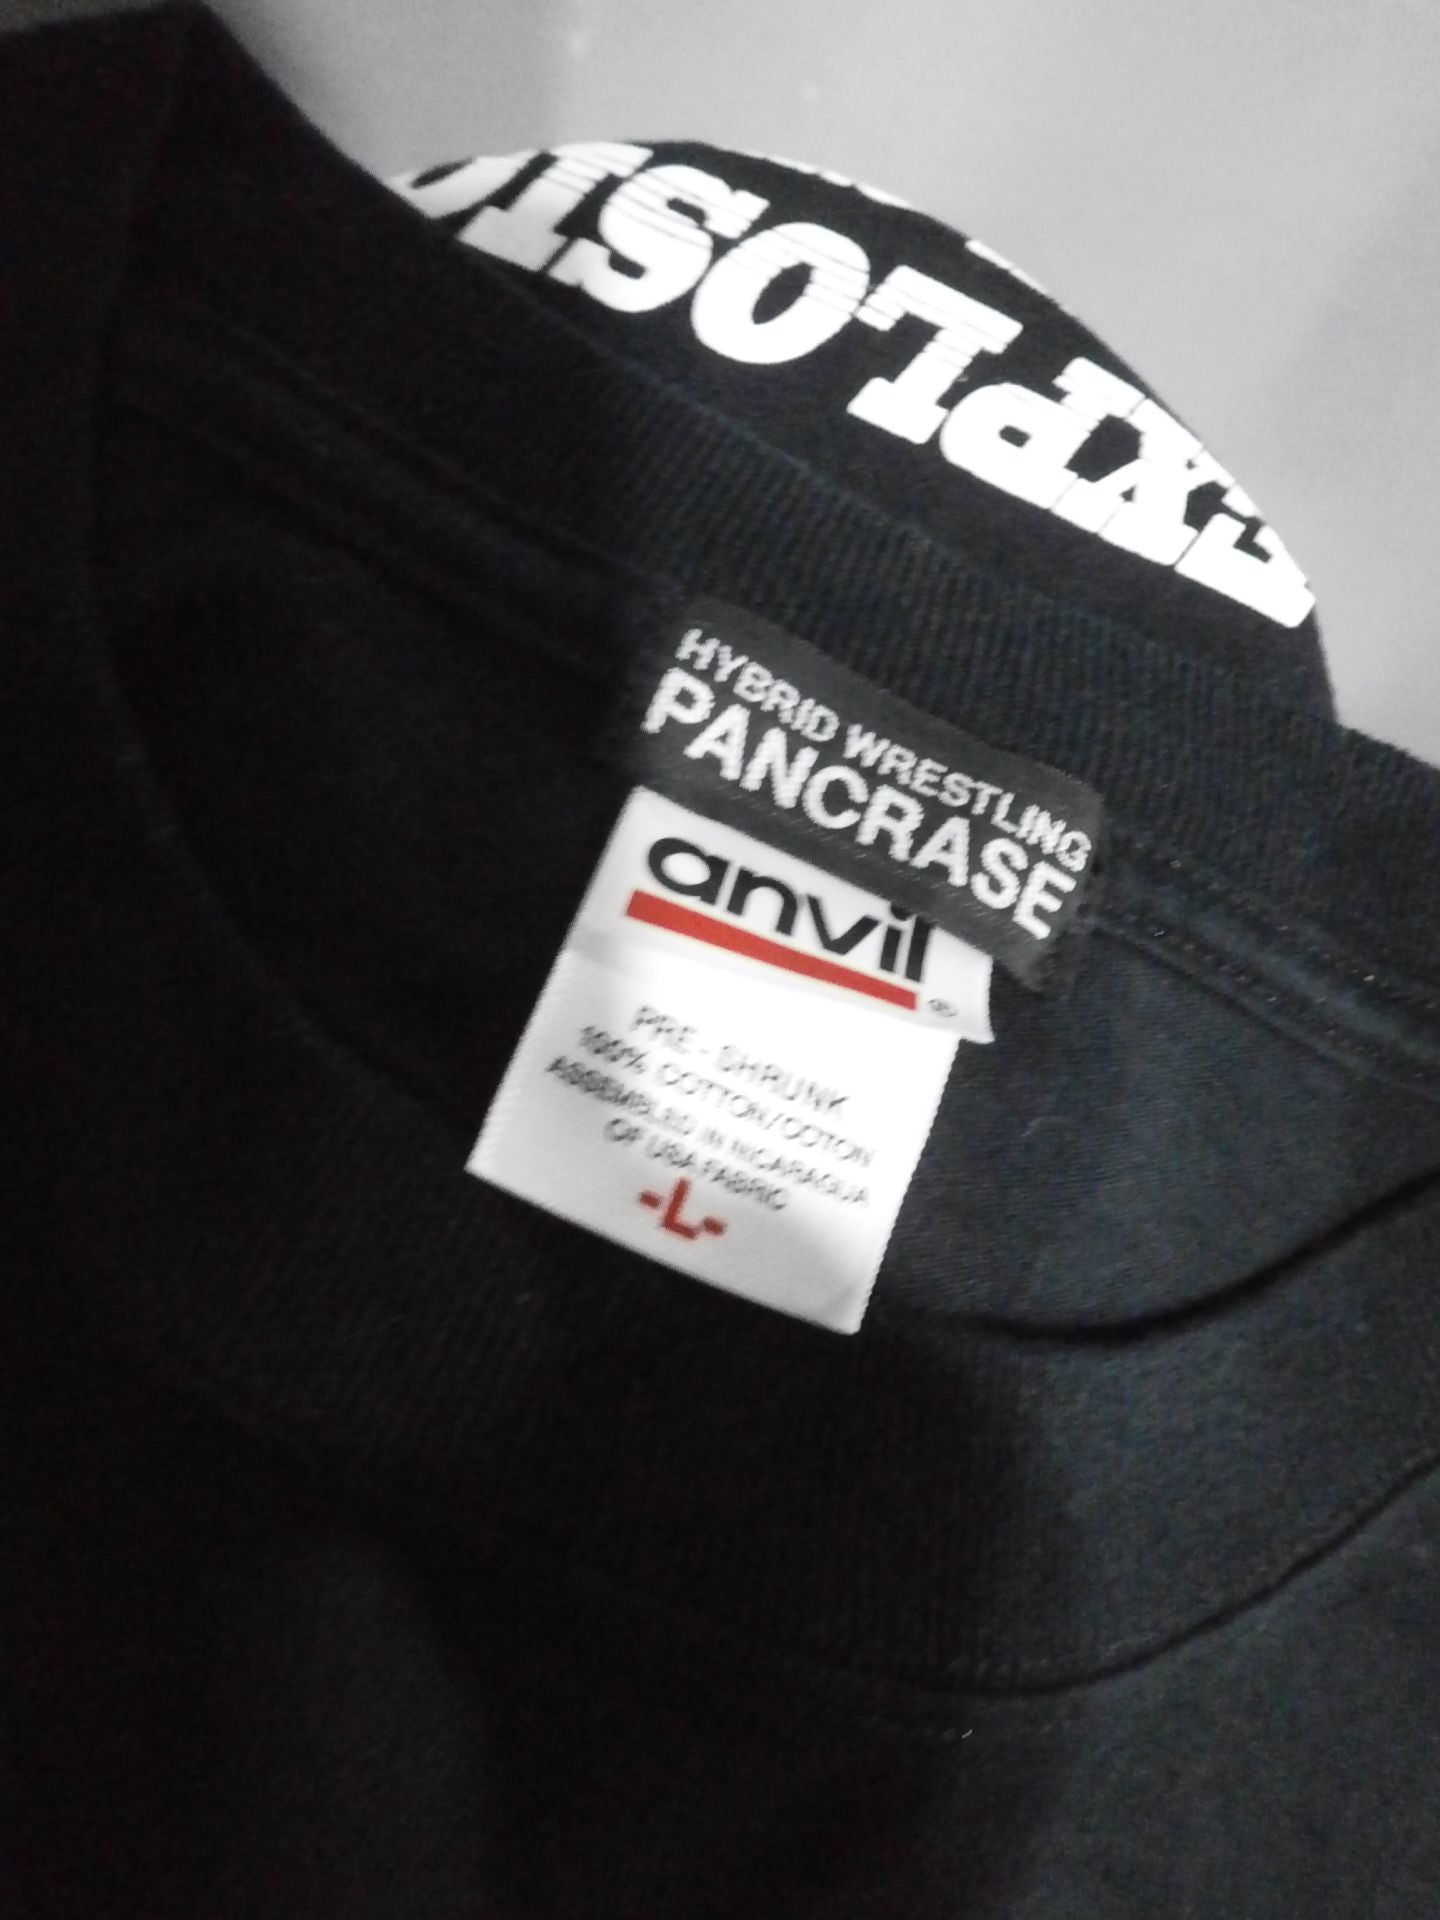 EXPLOSIO
HYBRID WRESTLING
PANCRASE
anvil®
PRE-SHRUNK
100% COTTON/COTON
ASSEMBLED IN NICARAGUA
OF USA FABRIC
-L-